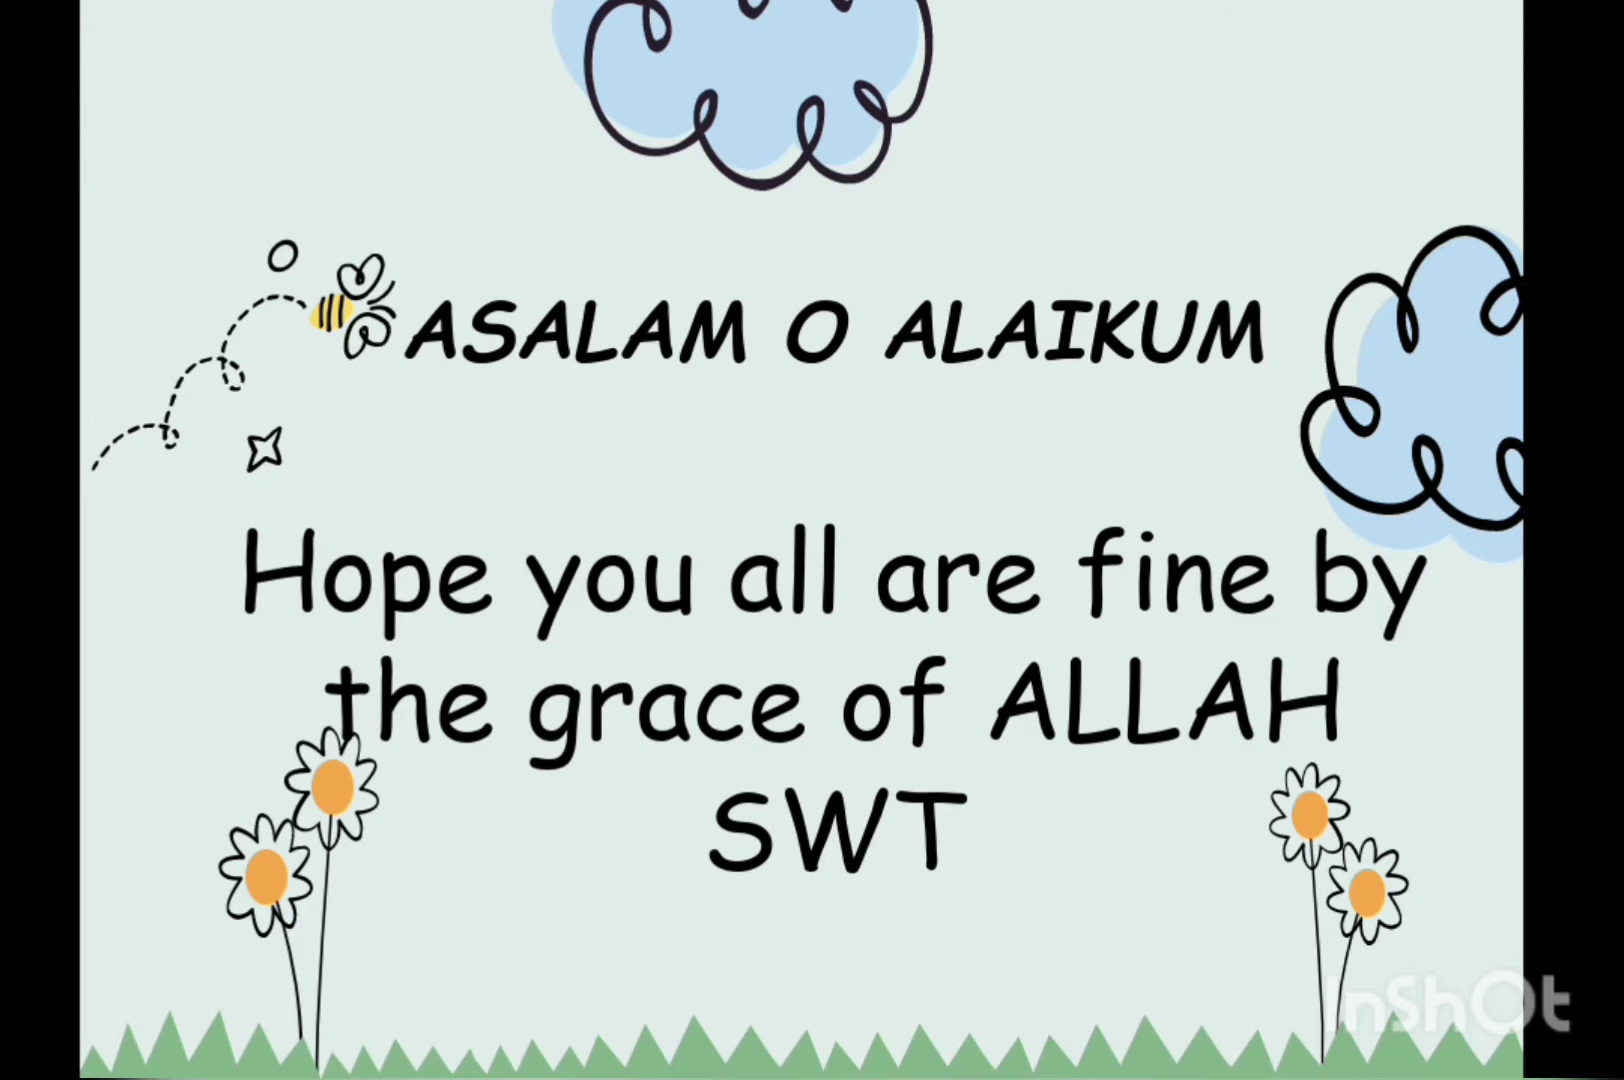 ASALAM O ALAIKUM
Hope you all are fine by
the grace of ALLAH
SWT
InShOt